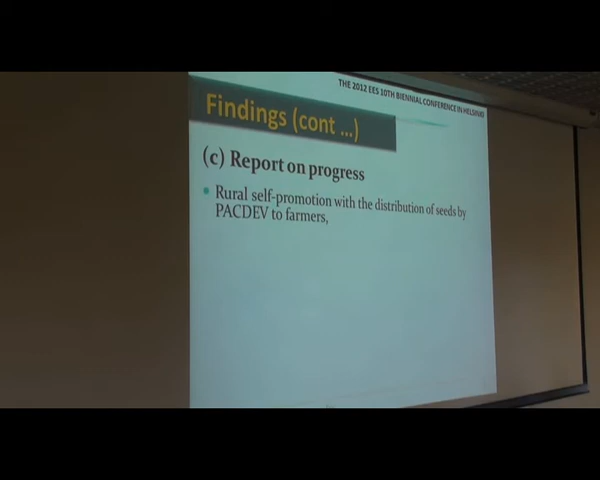 THE 2012 EES 10TH BIENNIAL CONFERENCE IN HELSINKI
Findings (cont ...)
(c) Report on progress
Rural self-promotion with the distribution of seeds by
PACDEV to farmers,